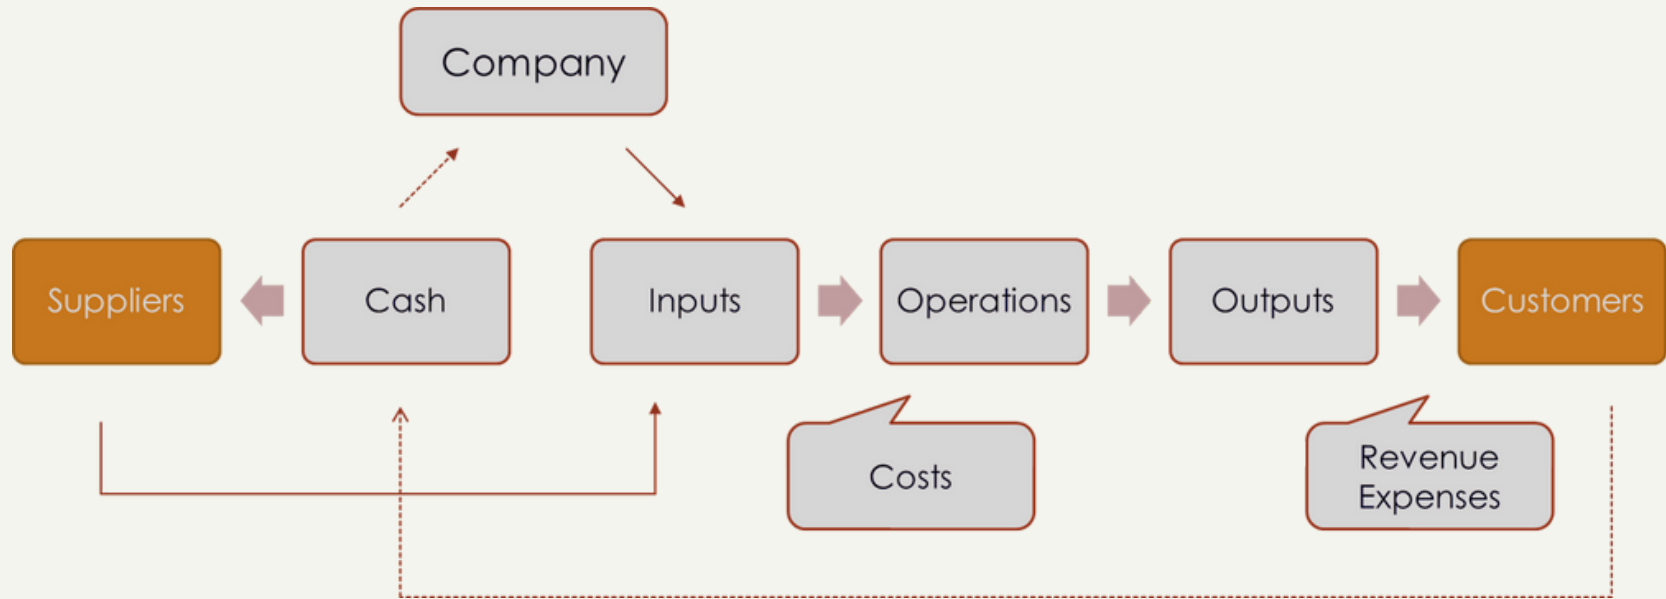 Company
Suppliers
Cash
Inputs
Operations
Outputs
Customers
Costs
Revenue
Expenses